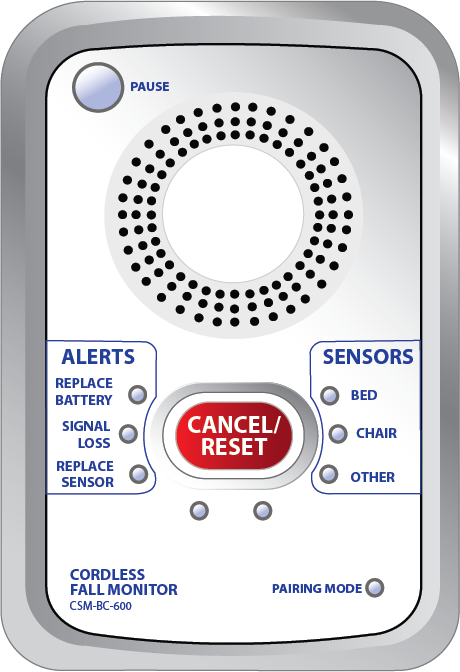 PAUSE
ALERTS
REPLACE
BATTERY
SIGNAL
LOSS
REPLACE
SENSOR
CANCEL/
RESET
SENSORS
BED
CHAIR
OTHER
CORDLESS
FALL MONITOR
CSM-BC-600
PAIRING MODE